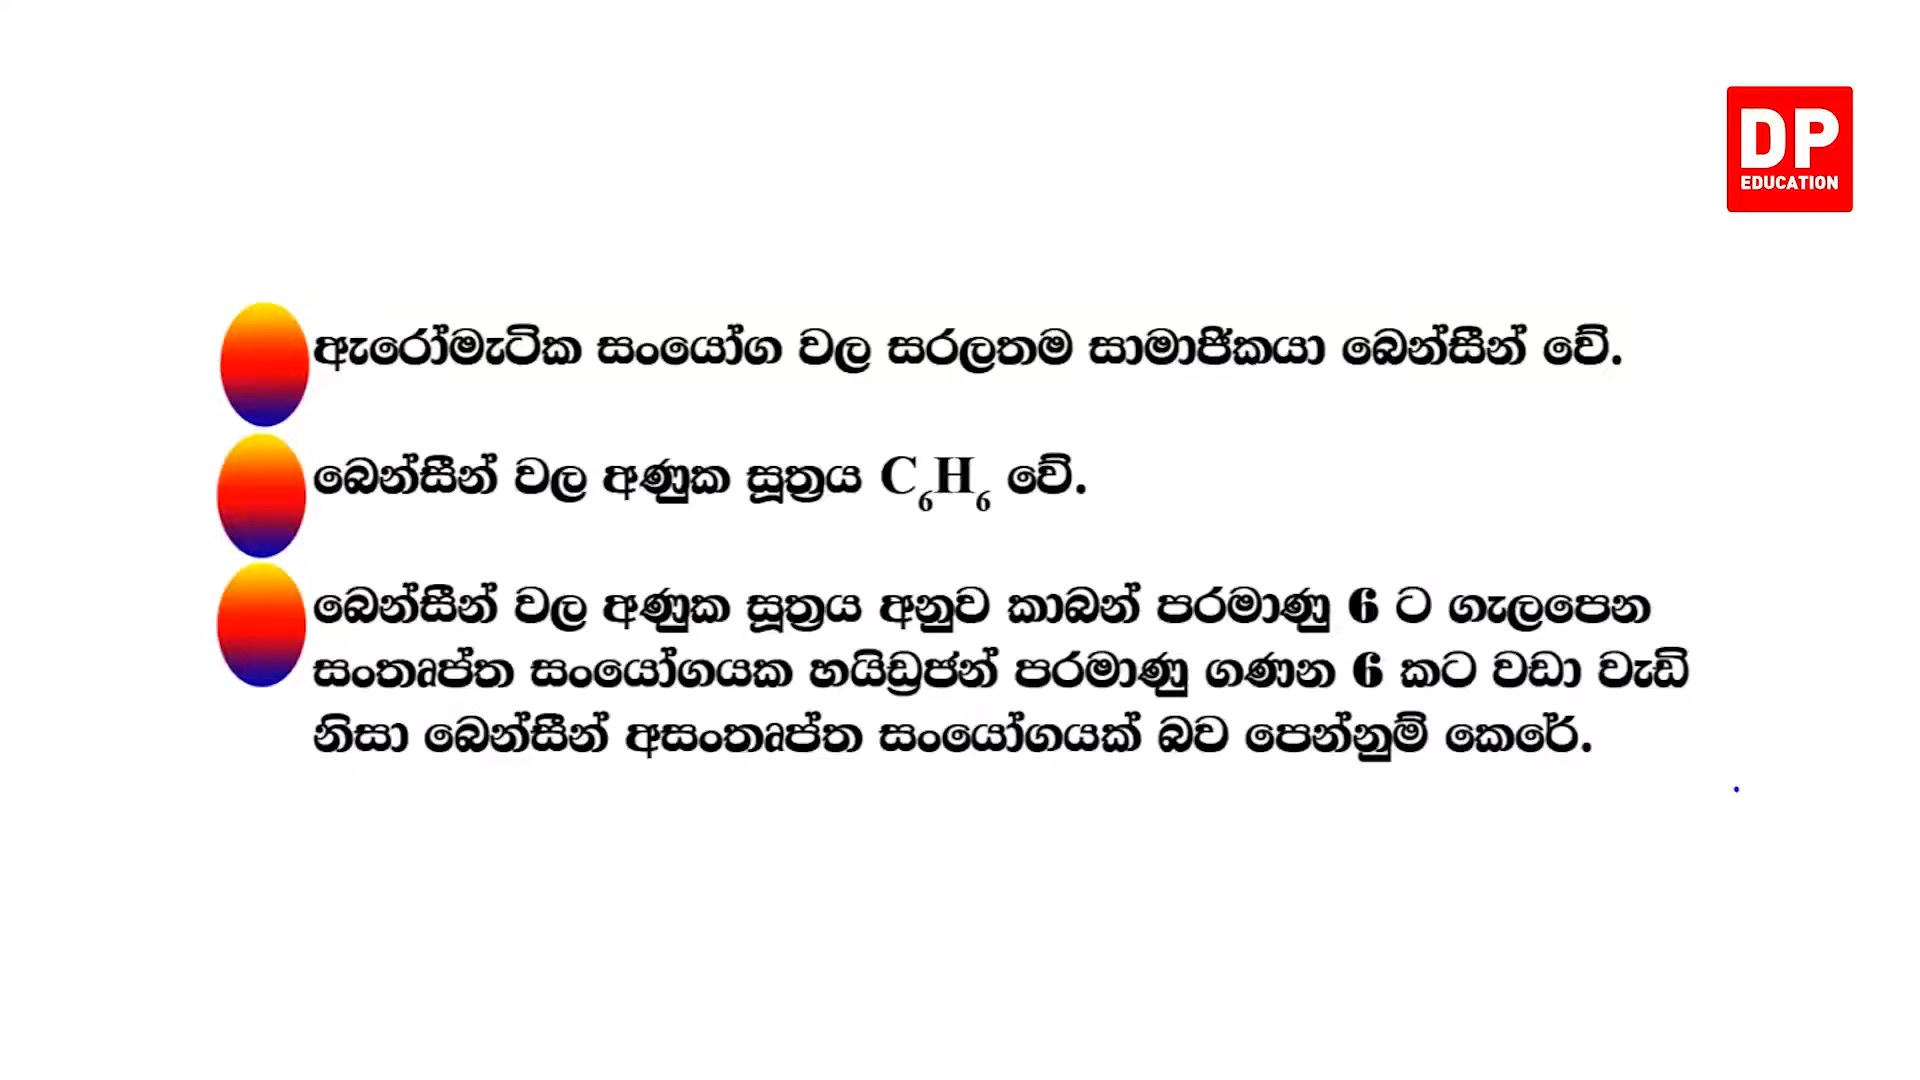 DP
EDUCATION
ඇරෝමැටික සංයෝග වල සරලතම සාමාජිකයා බෙන්සීන් වේ.
බෙන්සීන් වල අණුක සූත්‍රය C₆H₆ වේ.
බෙන්සීන් වල අණුක සූත්‍රය අනුව කාබන් පරමාණු 6 ට ගැලපෙන
සංතෘප්ත සංයෝගයක හයිඩ්‍රජන් පරමාණු ගණන 6 කට වඩා වැඩි
නිසා බෙන්සීන් අසංතෘප්ත සංයෝගයක් බව පෙන්නුම් කෙරේ.